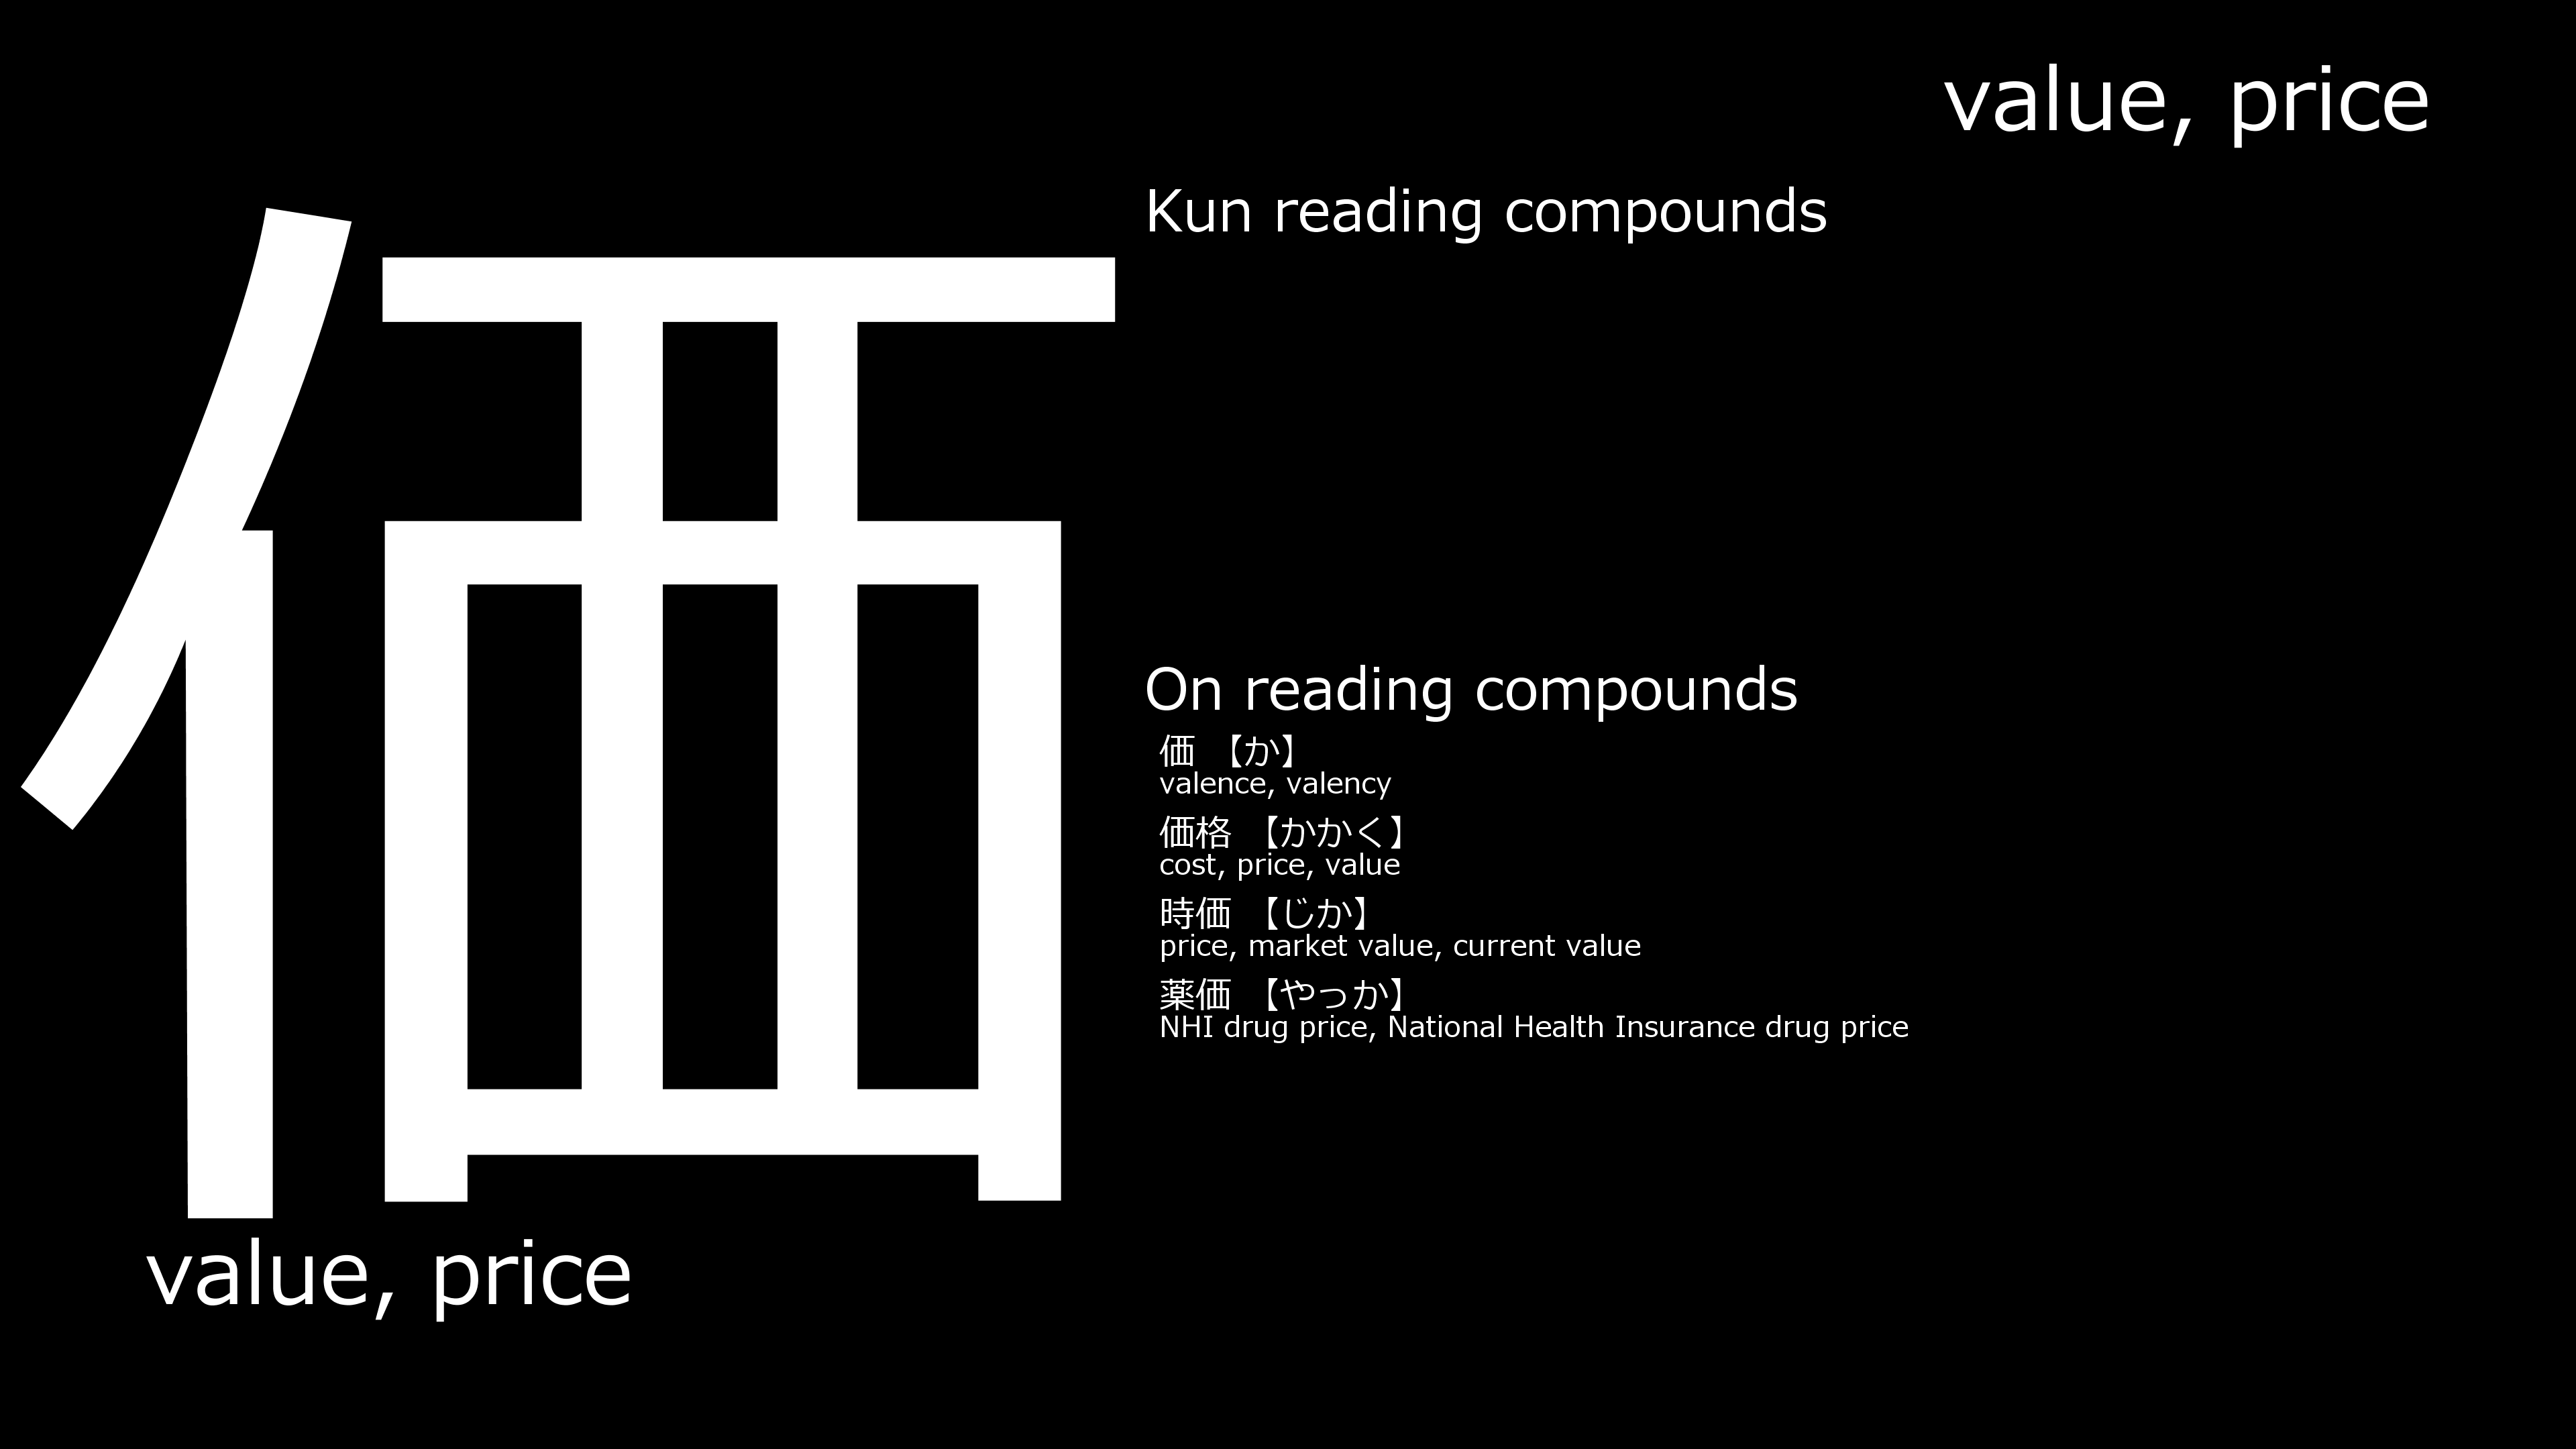 value, price
価
Kun reading compounds
On reading compounds
価 【か】
valence, valency
価格 【かかく】
cost, price, value
時価 【じか】
price, market value, current value
薬価 【やっか】
NHI drug price, National Health Insurance drug price
value, price